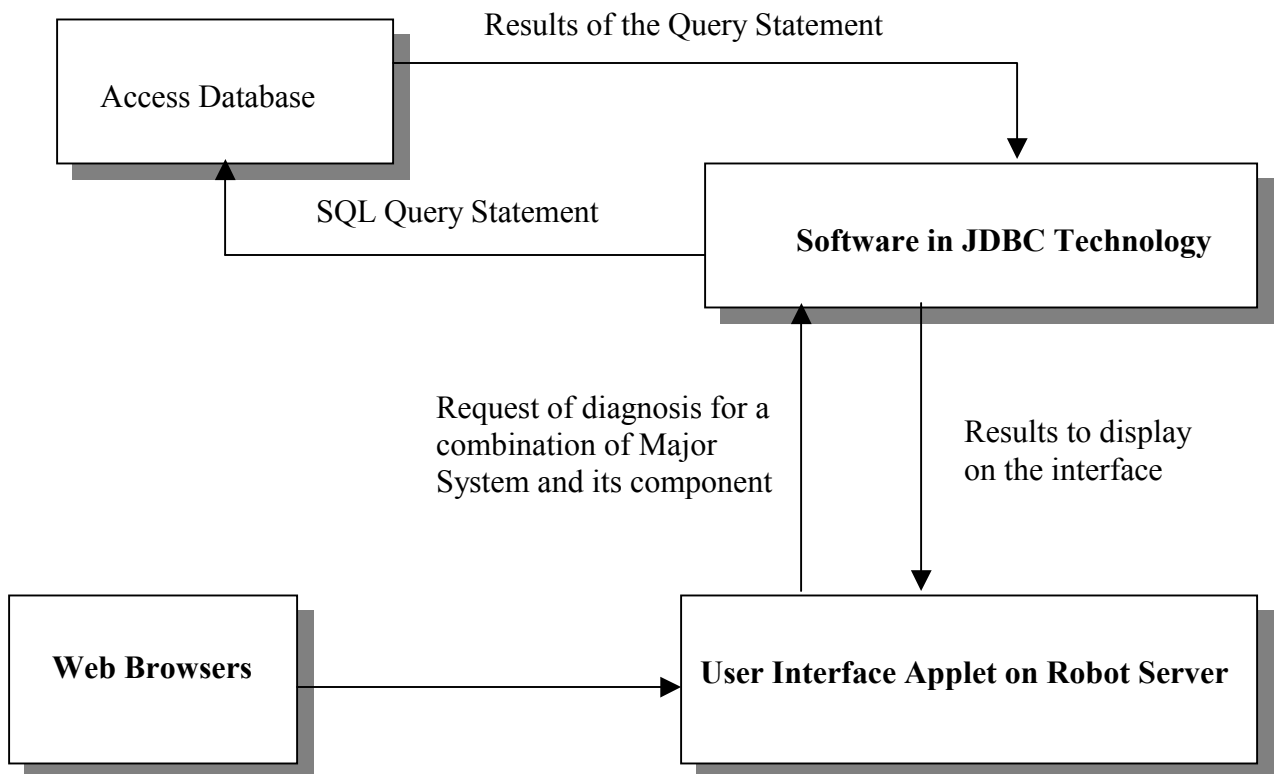 Results of the Query Statement
Access Database
SQL Query Statement
Software in JDBC Technology
Request of diagnosis for a
combination of Major
System and its component
Results to display
on the interface
Web Browsers
User Interface Applet on Robot Server